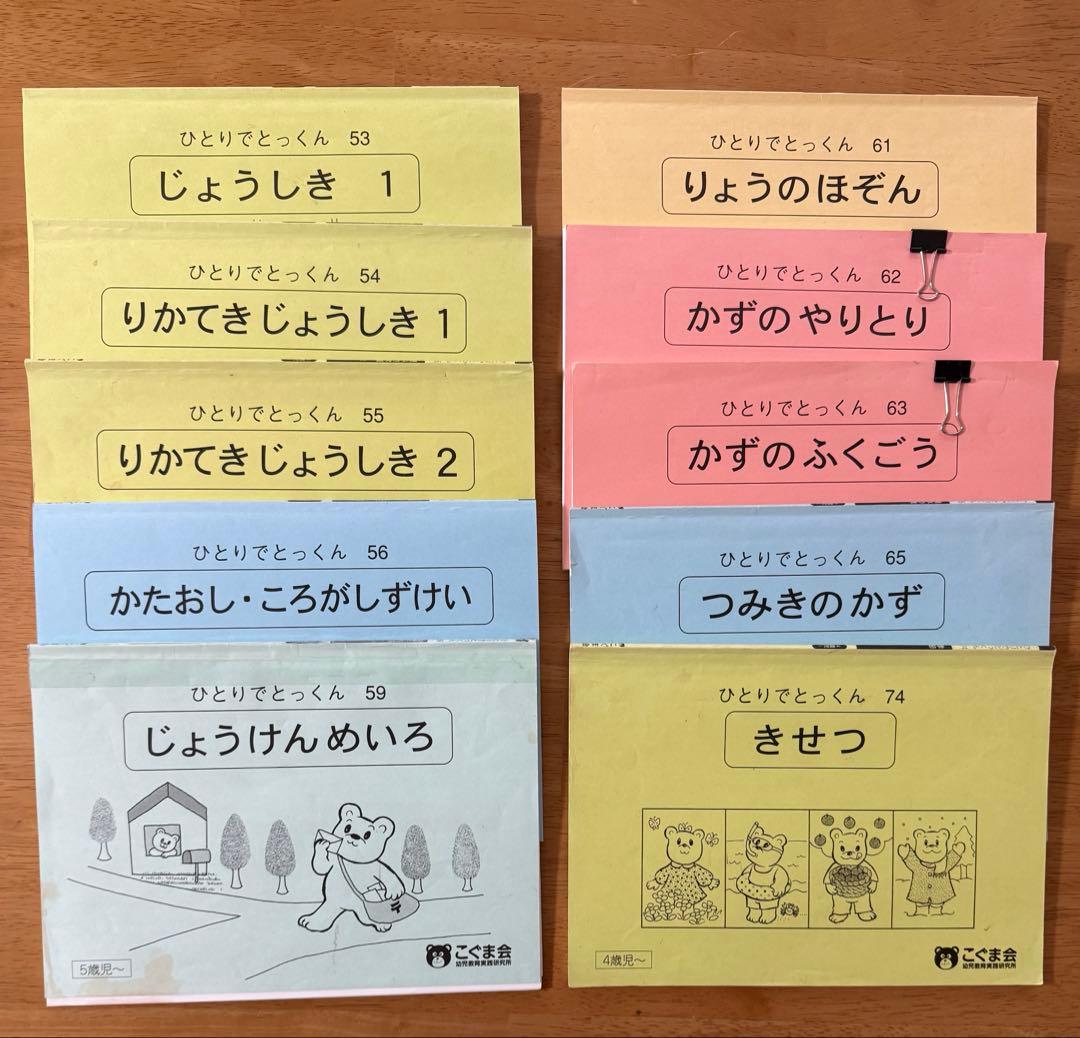 ひとりでとっくん 53
じょうしき 1
ひとりでとっくん 54
りかてきじょうしき 1
ひとりでとっくん 55
りかてきじょうしき 2
ひとりでとっくん 56
かたおし・ころがしずけい
ひとりでとっくん 59
じょうけんめいろ
〒
5歳児〜
こぐま会
幼児教育実践研究所
ひとりでとっくん 61
りょうのほぞん
ひとりでとっくん 62
かずのやりとり
ひとりでとっくん 63
かずのふくごう
ひとりでとっくん 65
つみきのかず
ひとりでとっくん 74
きせつ
4歳児〜
こぐま会
幼児教育実践研究所